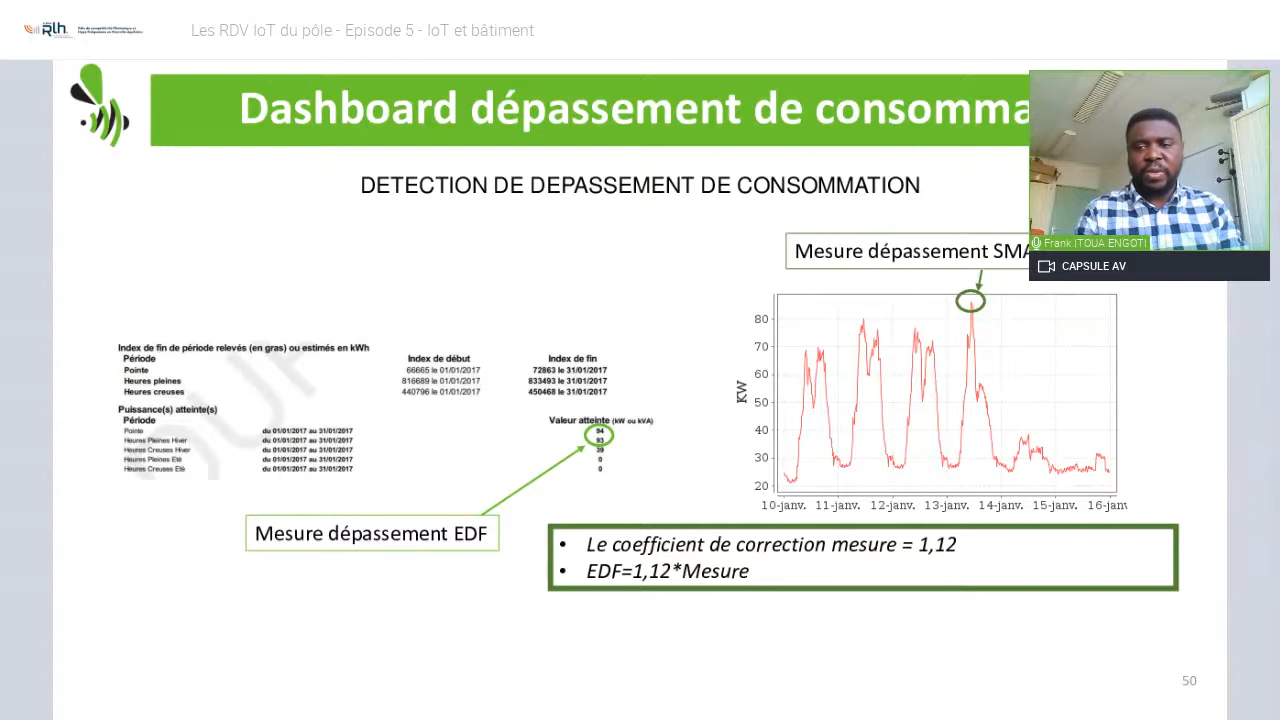 Rlh.
Les RDV IoT du pôle - Episode 5 - IoT et bâtiment
Dashboard dépassement de consomma
DETECTION DE DEPASSEMENT DE CONSOMMATION
Frank ITOUA ENGOTI
CAPSULE AV
Mesure dépassement SMA
Index de fin de période relevés (en gras) ou estimés en kWh
Période Index de début Index de fin
Pointe 66665 le 01/01/2017 72863 le 31/01/2017
Heures pleines 816689 le 01/01/2017 833493 le 31/01/2017
Heures creuses 440796 le 01/01/2017 450468 le 31/01/2017
Puissance(s) atteinte(s)
Période Valeur atteinte (kW ou kVA)
Pointe du 01/01/2017 au 31/01/2017 94
Heures Pleines Hiver du 01/01/2017 au 31/01/2017 93
Heures Creuses Hiver du 01/01/2017 au 31/01/2017 39
Heures Pleines Eté du 01/01/2017 au 31/01/2017 0
Heures Creuses Eté du 01/01/2017 au 31/01/2017 0
Mesure dépassement EDF
KW
80
70
60
50
40
30
20
10-janv. 11-janv. 12-janv. 13-janv. 14-janv. 15-janv. 16-janv
• Le coefficient de correction mesure = 1,12
• EDF=1,12*Mesure
50